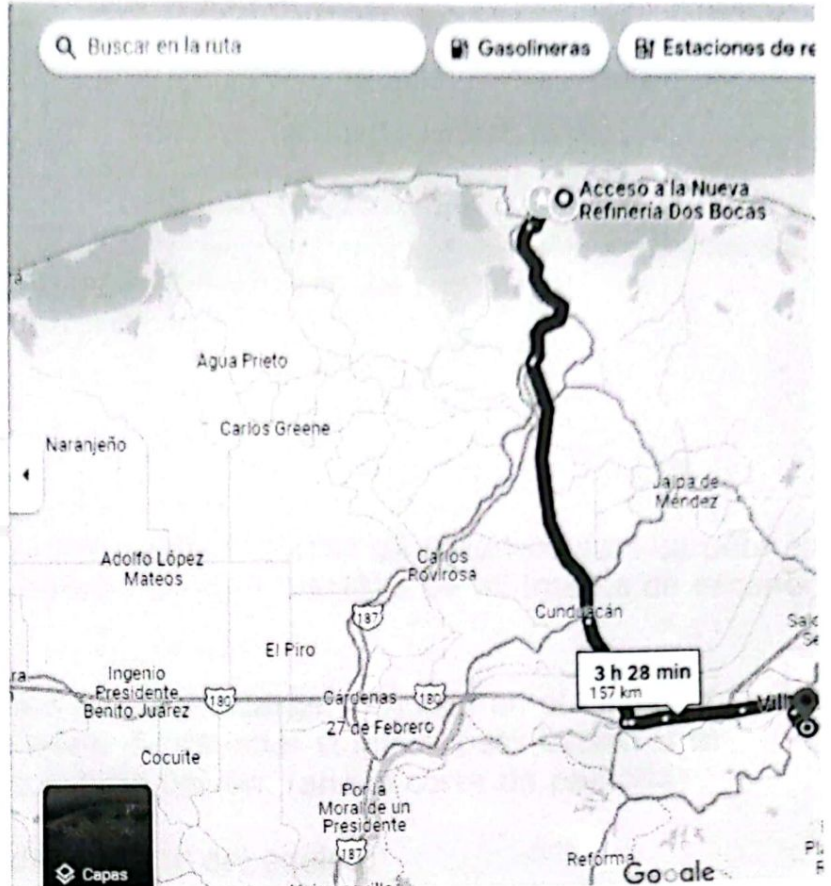 Buscar en la ruta
Gasolineras
Estaciones de re
Acceso a la Nueva
Refinería Dos Bocas
Agua Prieto
Carlos Greene
Naranjeño
Jalpa de
Méndez
Adolfo López
Mateos
Carlos
Rovirosa
187
Cunduacán
El Piro
3 h 28 min
157 km
Ingenio
Presidente
Benito Juárez
180
Cárdenas
180
Vill
27 de Febrero
Cocuite
Por la
Moral de un
Presidente
187
Reforma
Capas
Google